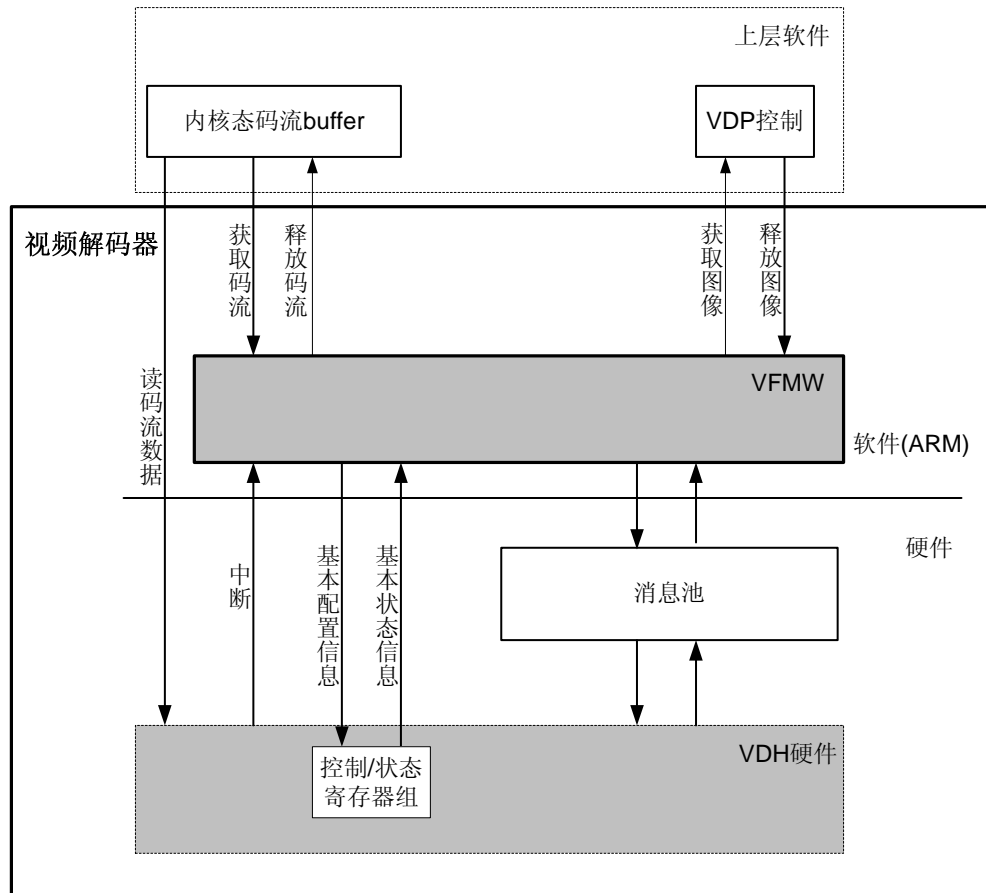 上层软件
内核态码流buffer
VDP控制
视频解码器
获取码流
释放码流
获取图像
释放图像
读码流数据
VFMW
软件(ARM)
硬件
中断
基本配置信息
基本状态信息
消息池
VDH硬件
控制/状态
寄存器组